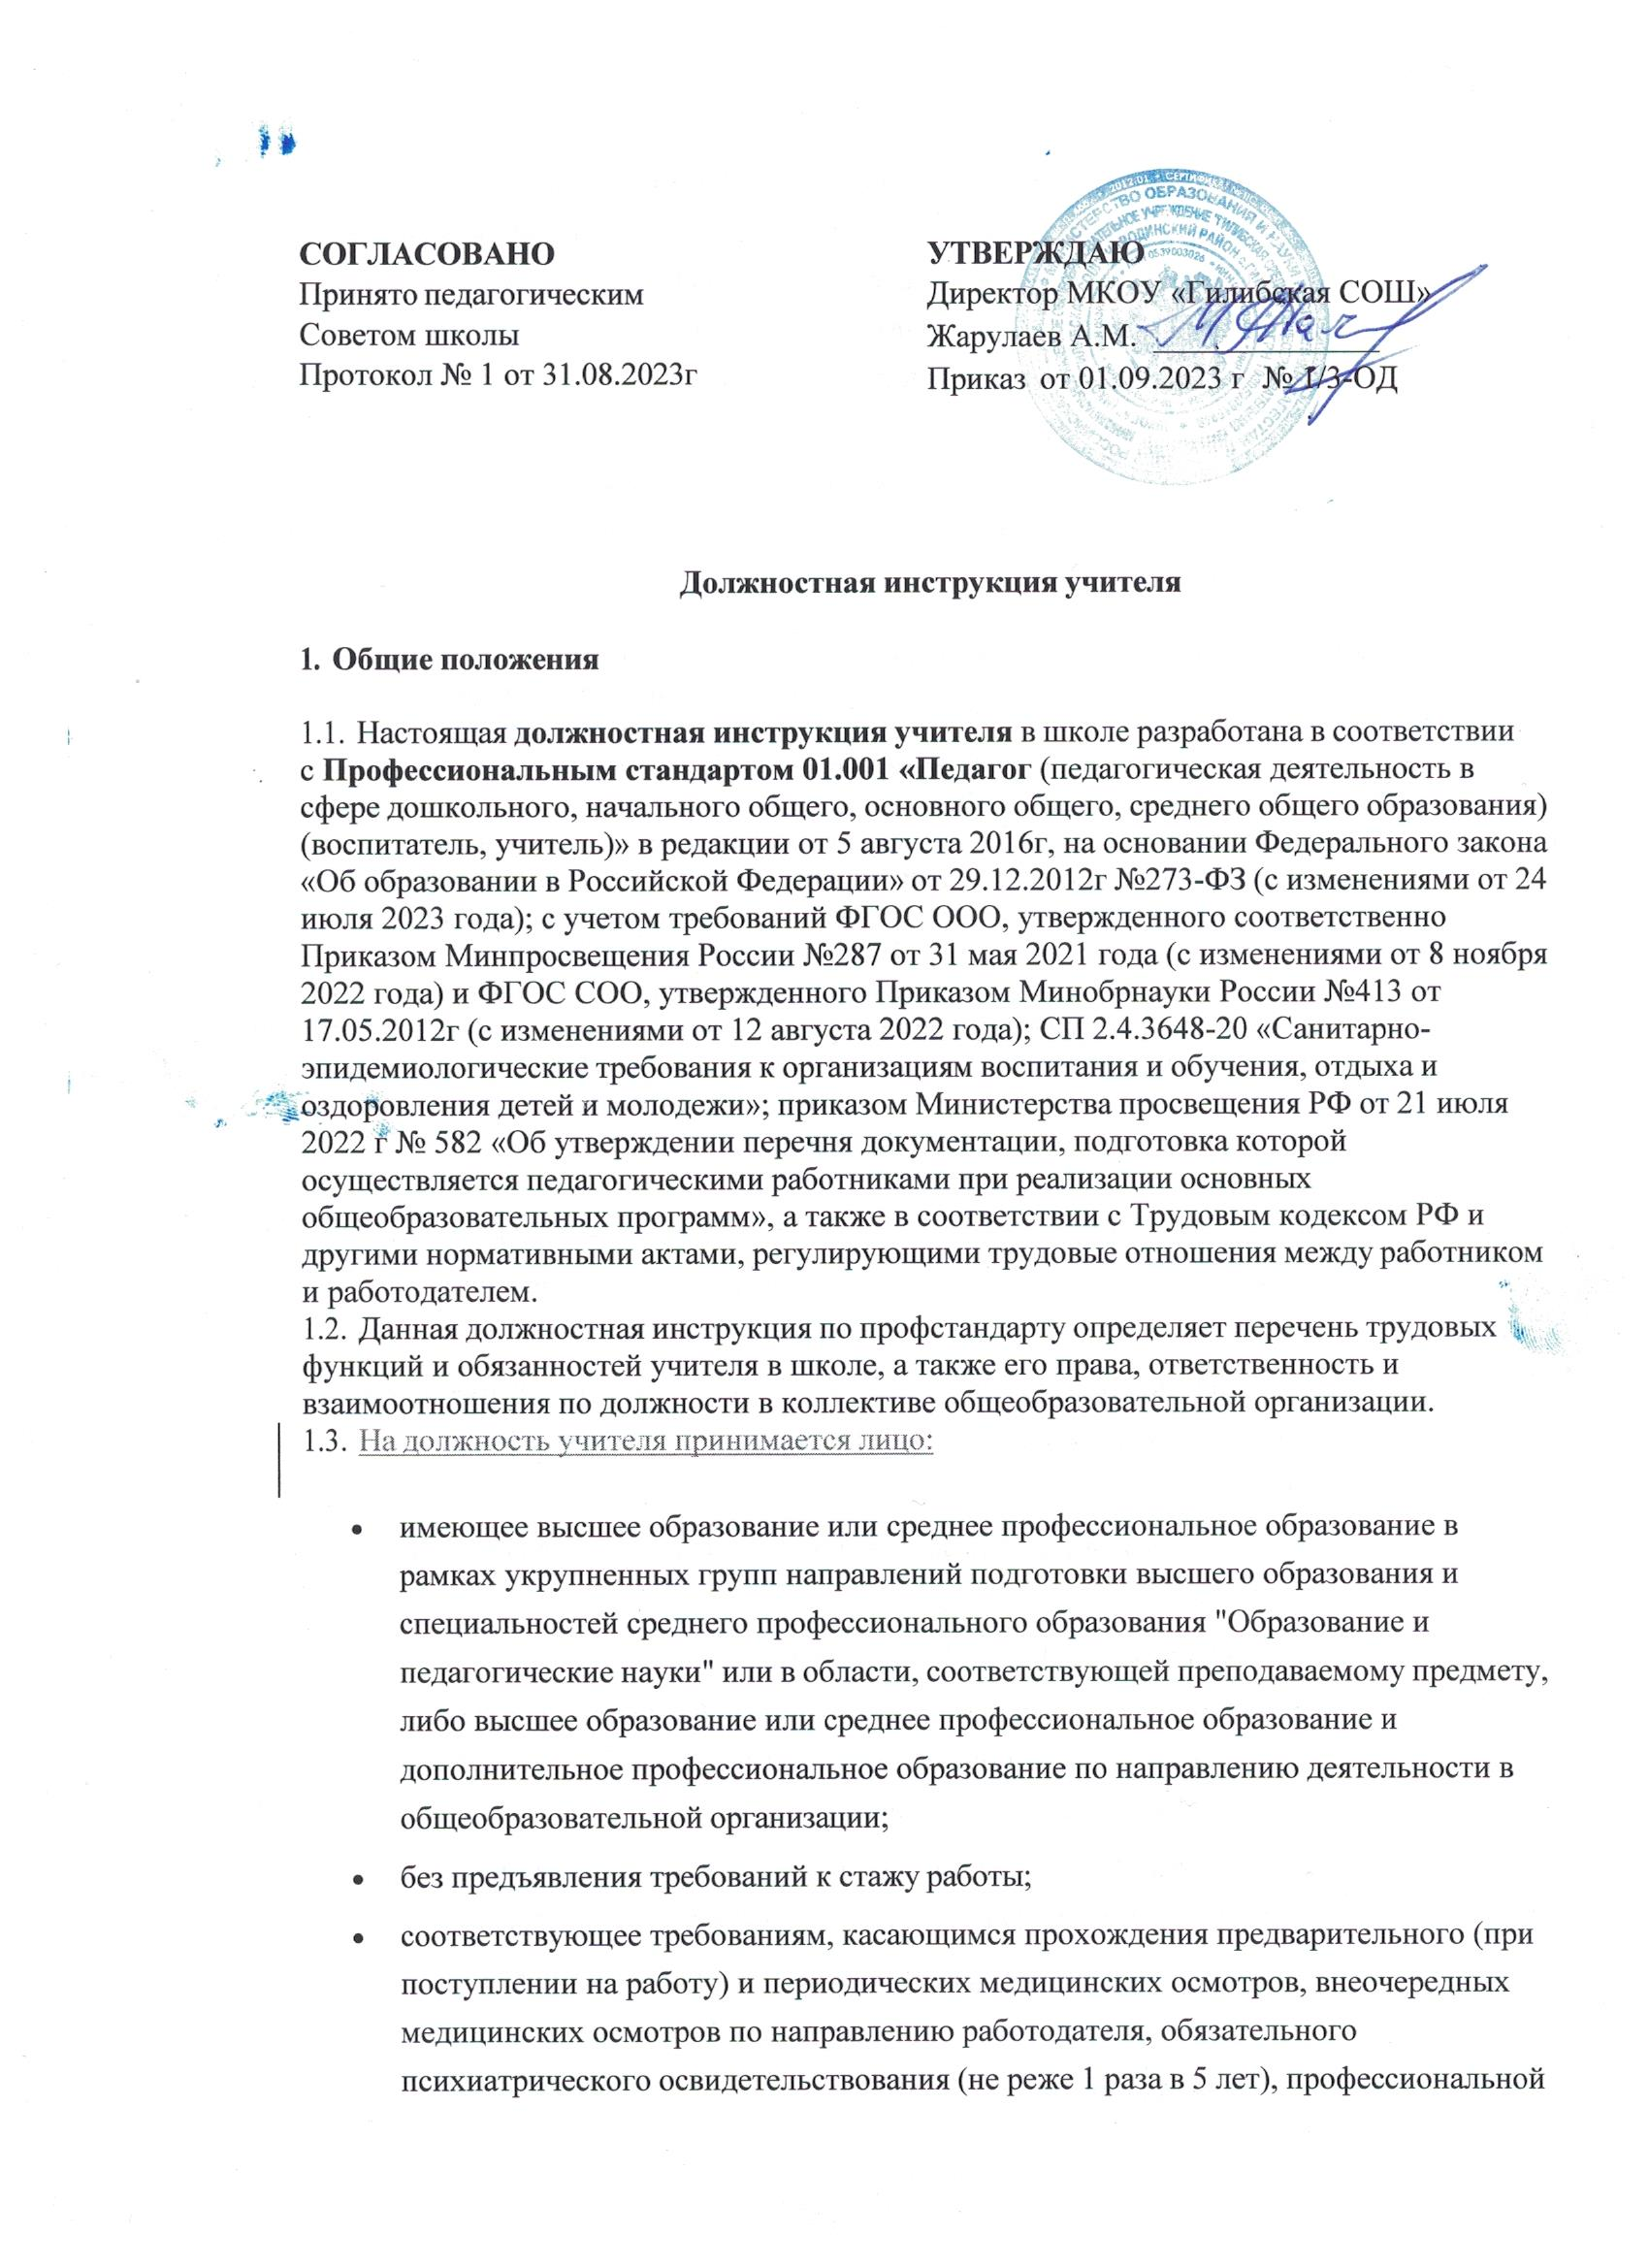 СОГЛАСОВАНО
Принято педагогическим
Советом школы
Протокол № 1 от 31.08.2023г
УТВЕРЖДАЮ
Директор МКОУ «Гилибская СОШ»
Жарулаев А.М.
Приказ от 01.09.2023 г № 1/3-ОД
Должностная инструкция учителя
1. Общие положения
1.1. Настоящая должностная инструкция учителя в школе разработана в соответствии
с Профессиональным стандартом 01.001 «Педагог (педагогическая деятельность в
сфере дошкольного, начального общего, основного общего, среднего общего образования)
(воспитатель, учитель)» в редакции от 5 августа 2016г, на основании Федерального закона
«Об образовании в Российской Федерации» от 29.12.2012г №273-ФЗ (с изменениями от 24
июля 2023 года); с учетом требований ФГОС ООО, утвержденного соответственно
Приказом Минпросвещения России №287 от 31 мая 2021 года (с изменениями от 8 ноября
2022 года) и ФГОС СОО, утвержденного Приказом Минобрнауки России №413 от
17.05.2012г (с изменениями от 12 августа 2022 года); СП 2.4.3648-20 «Санитарно-
эпидемиологические требования к организациям воспитания и обучения, отдыха и
оздоровления детей и молодежи»; приказом Министерства просвещения РФ от 21 июля
2022 г № 582 «Об утверждении перечня документации, подготовка которой
осуществляется педагогическими работниками при реализации основных
общеобразовательных программ», а также в соответствии с Трудовым кодексом РФ и
другими нормативными актами, регулирующими трудовые отношения между работником
и работодателем.
1.2. Данная должностная инструкция по профстандарту определяет перечень трудовых
функций и обязанностей учителя в школе, а также его права, ответственность и
взаимоотношения по должности в коллективе общеобразовательной организации.
1.3. На должность учителя принимается лицо:
• имеющее высшее образование или среднее профессиональное образование в
рамках укрупненных групп направлений подготовки высшего образования и
специальностей среднего профессионального образования "Образование и
педагогические науки" или в области, соответствующей преподаваемому предмету,
либо высшее образование или среднее профессиональное образование и
дополнительное профессиональное образование по направлению деятельности в
общеобразовательной организации;
• без предъявления требований к стажу работы;
• соответствующее требованиям, касающимся прохождения предварительного (при
поступлении на работу) и периодических медицинских осмотров, внеочередных
медицинских осмотров по направлению работодателя, обязательного
психиатрического освидетельствования (не реже 1 раза в 5 лет), профессиональной